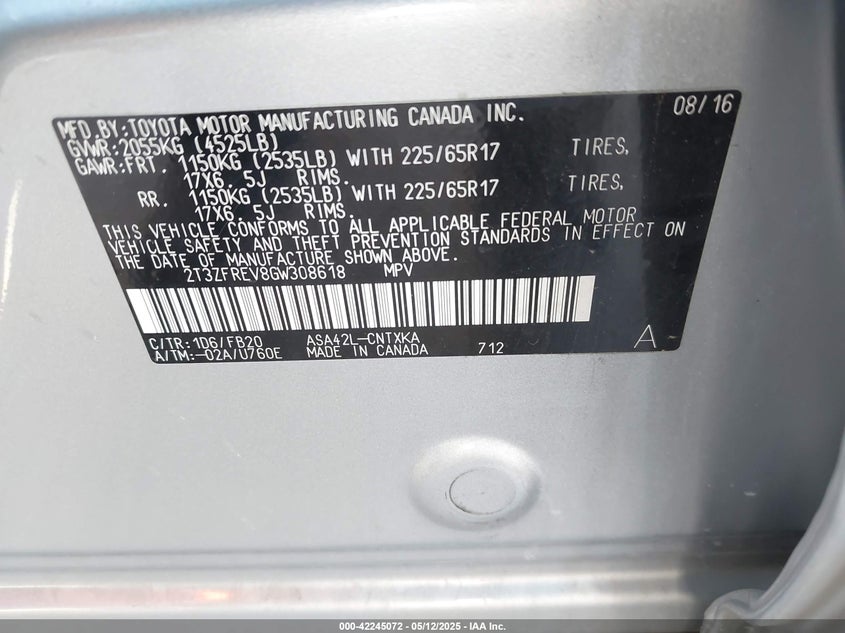 MFD.BY:TOYOTA MOTOR MANUFACTURING CANADA INC. 08/16
GVWR:2055KG (4525LB)
GAWR:FRT. 1150KG (2535LB) WITH 225/65R17 TIRES,
17X6. 5J RIMS.
RR. 1150KG (2535LB) WITH 225/65R17 TIRES,
17X6. 5J RIMS.
THIS VEHICLE CONFORMS TO ALL APPLICABLE FEDERAL MOTOR
VEHICLE SAFETY AND THEFT PREVENTION STANDARDS IN EFFECT ON
THE DATE OF MANUFACTURE SHOWN ABOVE.
2T3ZFREV8GW308618 MPV
C/TR:1D6/FB20 ASA42L-CNTXKA A
A/TM:-02A/U760E MADE IN CANADA 712
000-42245072 - 05/12/2025 - IAA Inc.